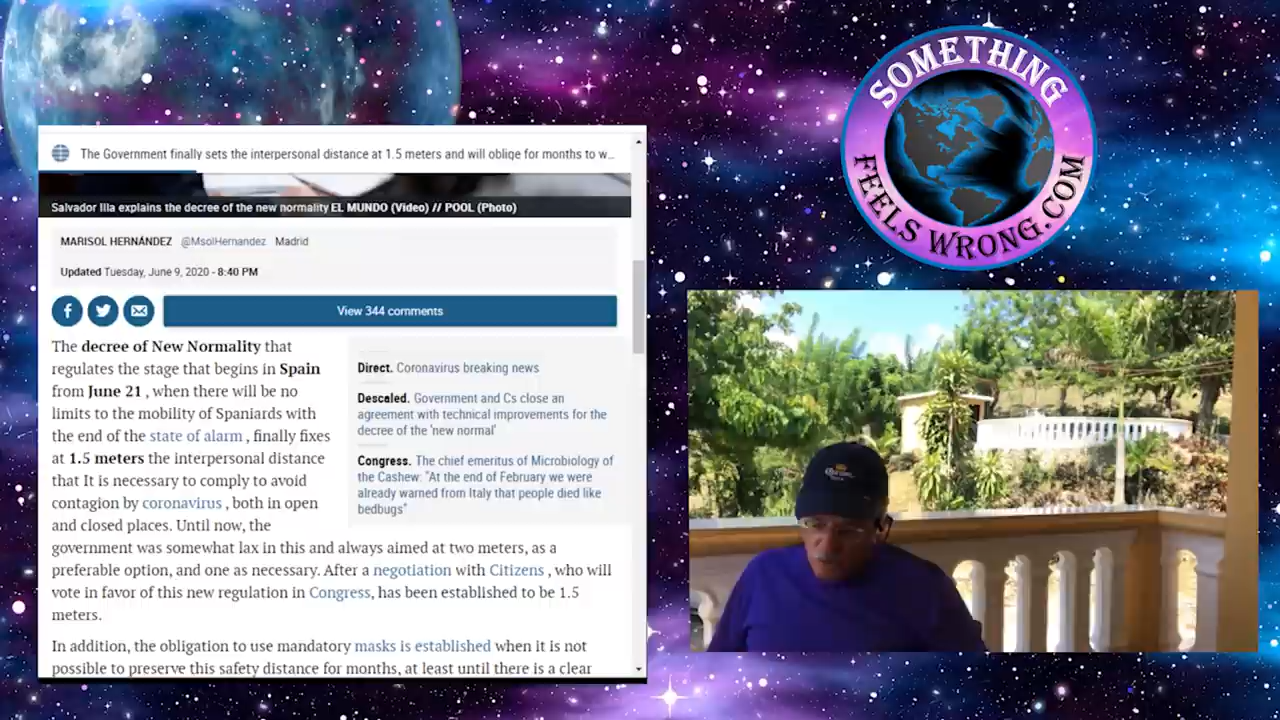 SOMETHING
FEELS WRONG.COM
The Government finally sets the interpersonal distance at 1.5 meters and will oblige for months to w...
Salvador Illa explains the decree of the new normality EL MUNDO (Video) // POOL (Photo)
MARISOL HERNÁNDEZ @MsolHernandez Madrid
Updated Tuesday, June 9, 2020 - 8:40 PM
View 344 comments
The decree of New Normality that
regulates the stage that begins in Spain
from June 21 , when there will be no
limits to the mobility of Spaniards with
the end of the state of alarm , finally fixes
at 1.5 meters the interpersonal distance
that It is necessary to comply to avoid
contagion by coronavirus , both in open
and closed places. Until now, the
government was somewhat lax in this and always aimed at two meters, as a
preferable option, and one as necessary. After a negotiation with Citizens , who will
vote in favor of this new regulation in Congress, has been established to be 1.5
meters.
In addition, the obligation to use mandatory masks is established when it is not
possible to preserve this safety distance for months, at least until there is a clear
Direct. Coronavirus breaking news
Descaled. Government and Cs close an
agreement with technical improvements for the
decree of the 'new normal'
Congress. The chief emeritus of Microbiology of
the Cashew: "At the end of February we were
already warned from Italy that people died like
bedbugs"